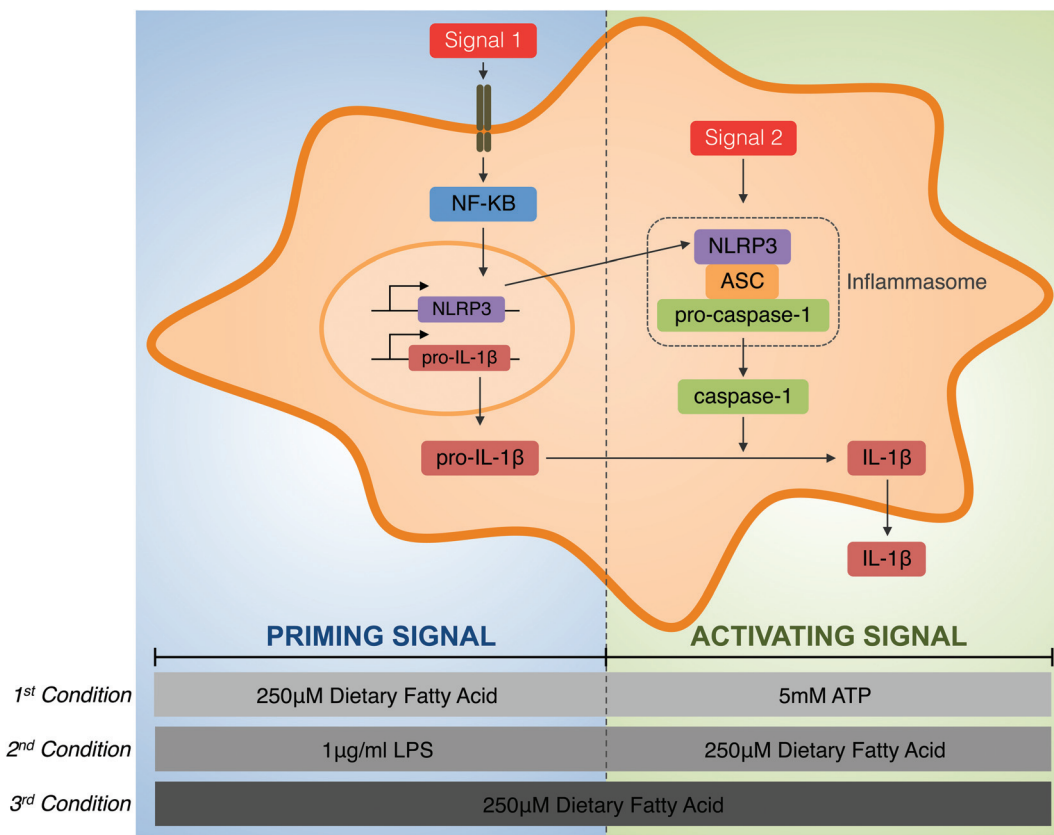 Signal 1
Signal 2
NF-KB
NLRP3
ASC
pro-caspase-1
Inflammasome
NLRP3
pro-IL-1β
caspase-1
pro-IL-1β
IL-1β
IL-1β
PRIMING SIGNAL
ACTIVATING SIGNAL
1st Condition
250µM Dietary Fatty Acid
5mM ATP
2nd Condition
1µg/ml LPS
250µM Dietary Fatty Acid
3rd Condition
250µM Dietary Fatty Acid